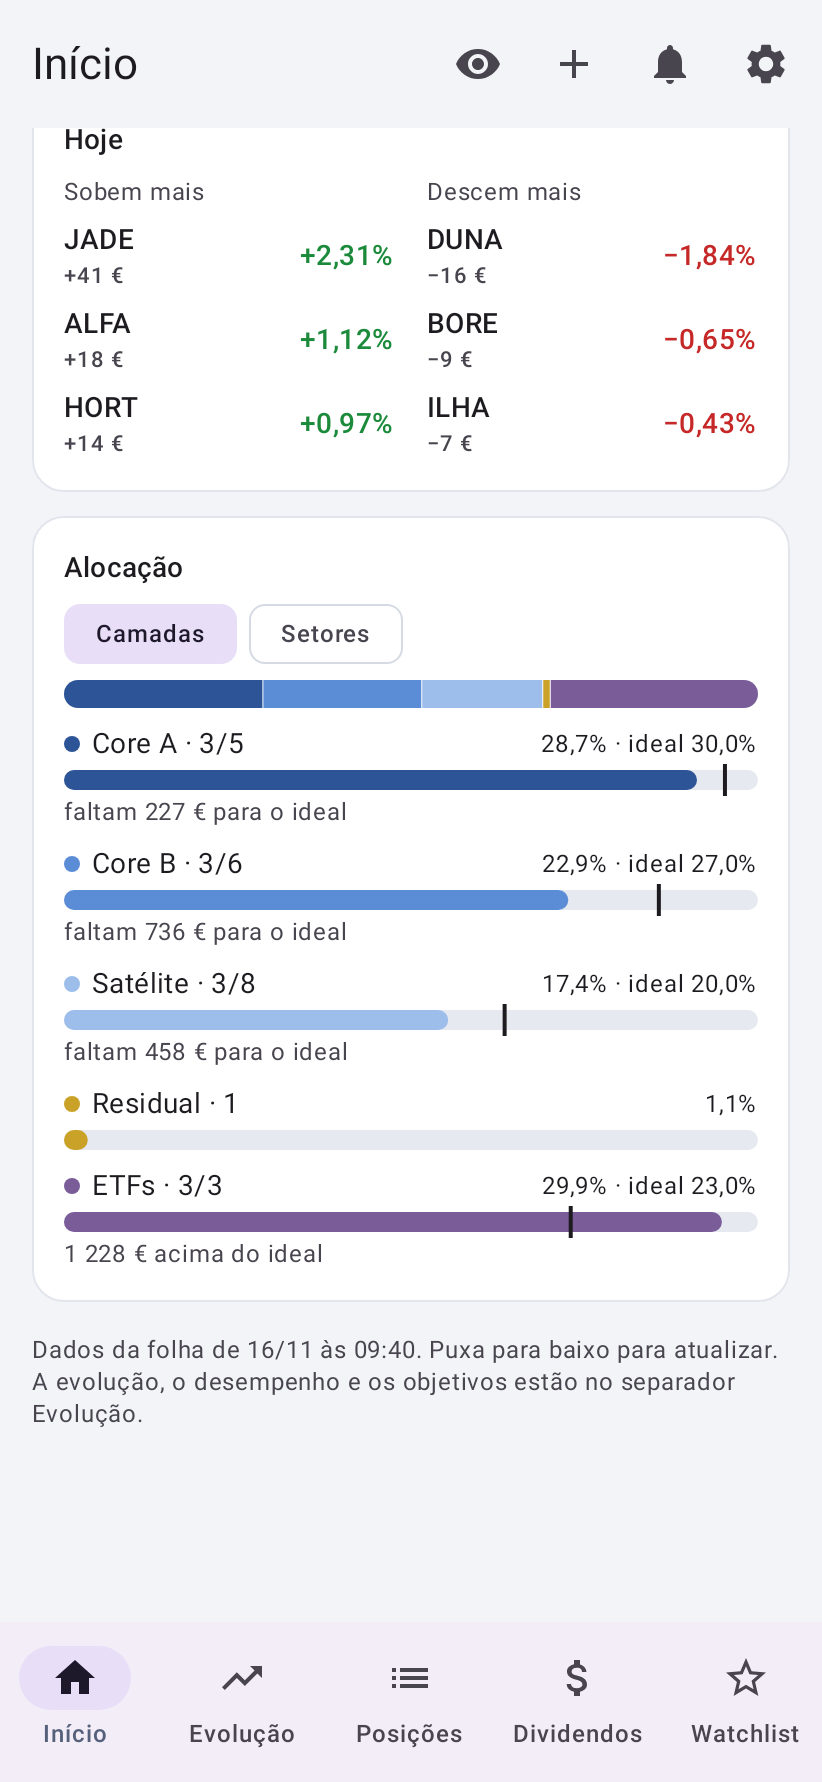 Início
Hoje
Sobem mais
JADE
+41 €
+2,31%
ALFA
+18 €
+1,12%
HORT
+14 €
+0,97%
Descem mais
DUNA
−16 €
−1,84%
BORE
−9 €
−0,65%
ILHA
−7 €
−0,43%
Alocação
Camadas
Setores
Core A · 3/5
28,7% · ideal 30,0%
faltam 227 € para o ideal
Core B · 3/6
22,9% · ideal 27,0%
faltam 736 € para o ideal
Satélite · 3/8
17,4% · ideal 20,0%
faltam 458 € para o ideal
Residual · 1
1,1%
ETFs · 3/3
29,9% · ideal 23,0%
1 228 € acima do ideal
Dados da folha de 16/11 às 09:40. Puxa para baixo para atualizar.
A evolução, o desempenho e os objetivos estão no separador
Evolução.
Início
Evolução
Posições
Dividendos
Watchlist